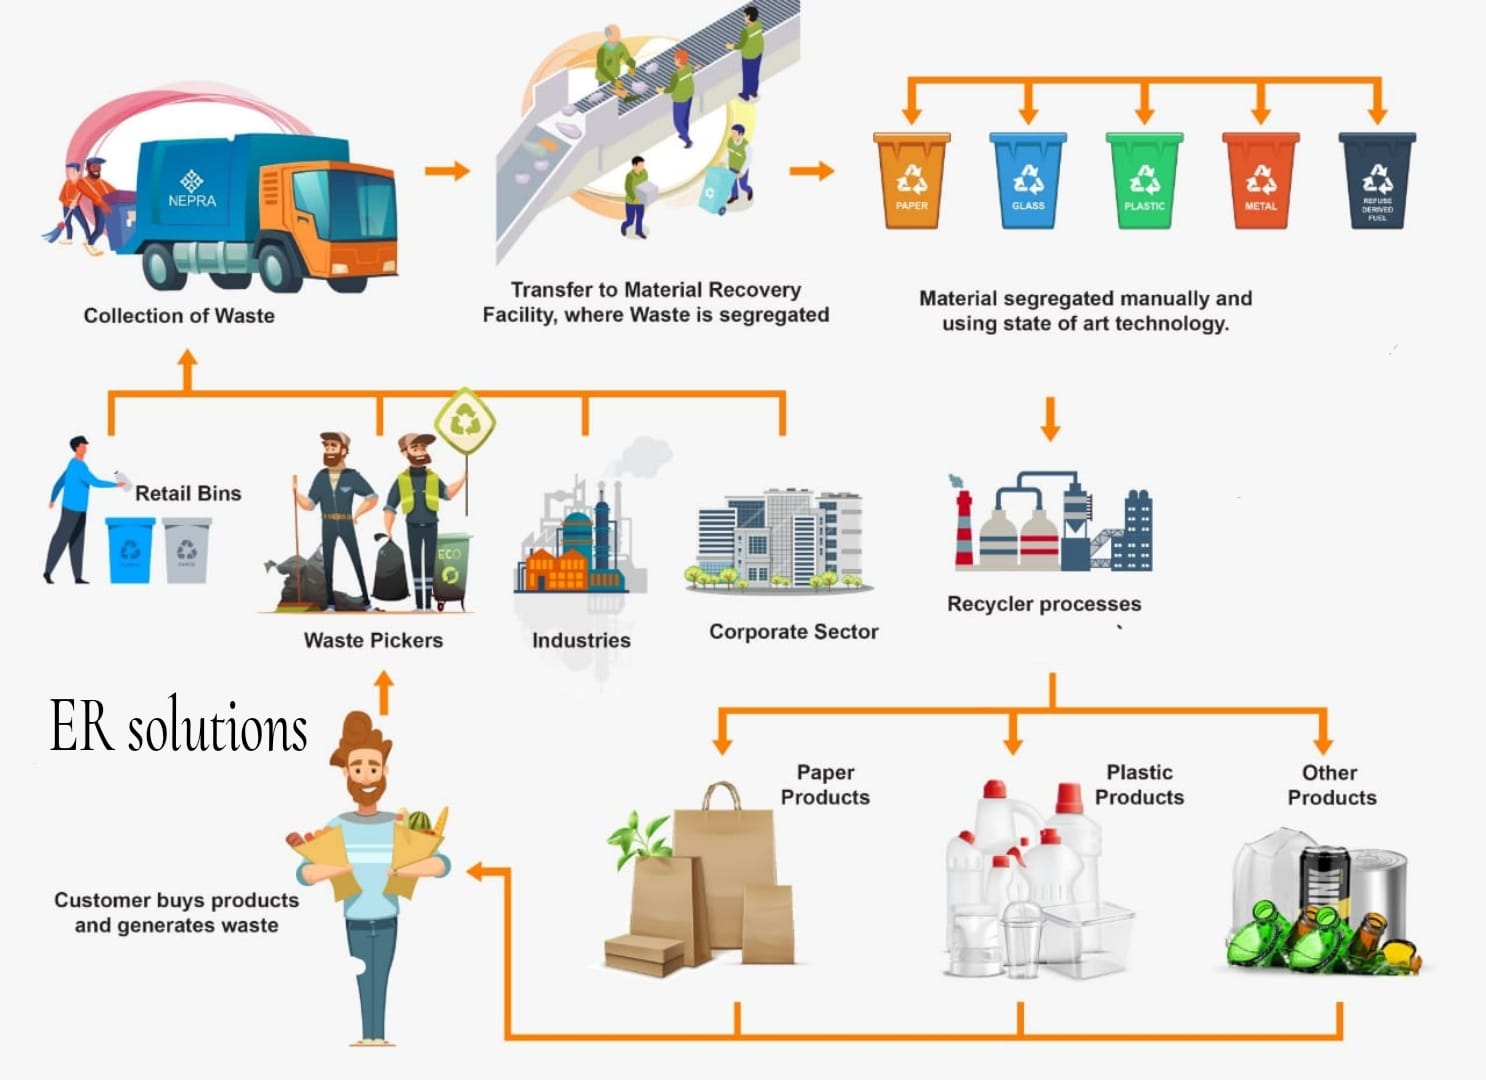 NEPRA
Collection of Waste
Transfer to Material Recovery
Facility, where Waste is segregated
PAPER
GLASS
PLASTIC
METAL
REFUSE
DERIVED
FUEL
Material segregated manually and
using state of art technology.
Retail Bins
ECO
Waste Pickers
Industries
Corporate Sector
Recycler processes
ER solutions
Customer buys products
and generates waste
Paper
Products
Plastic
Products
Other
Products